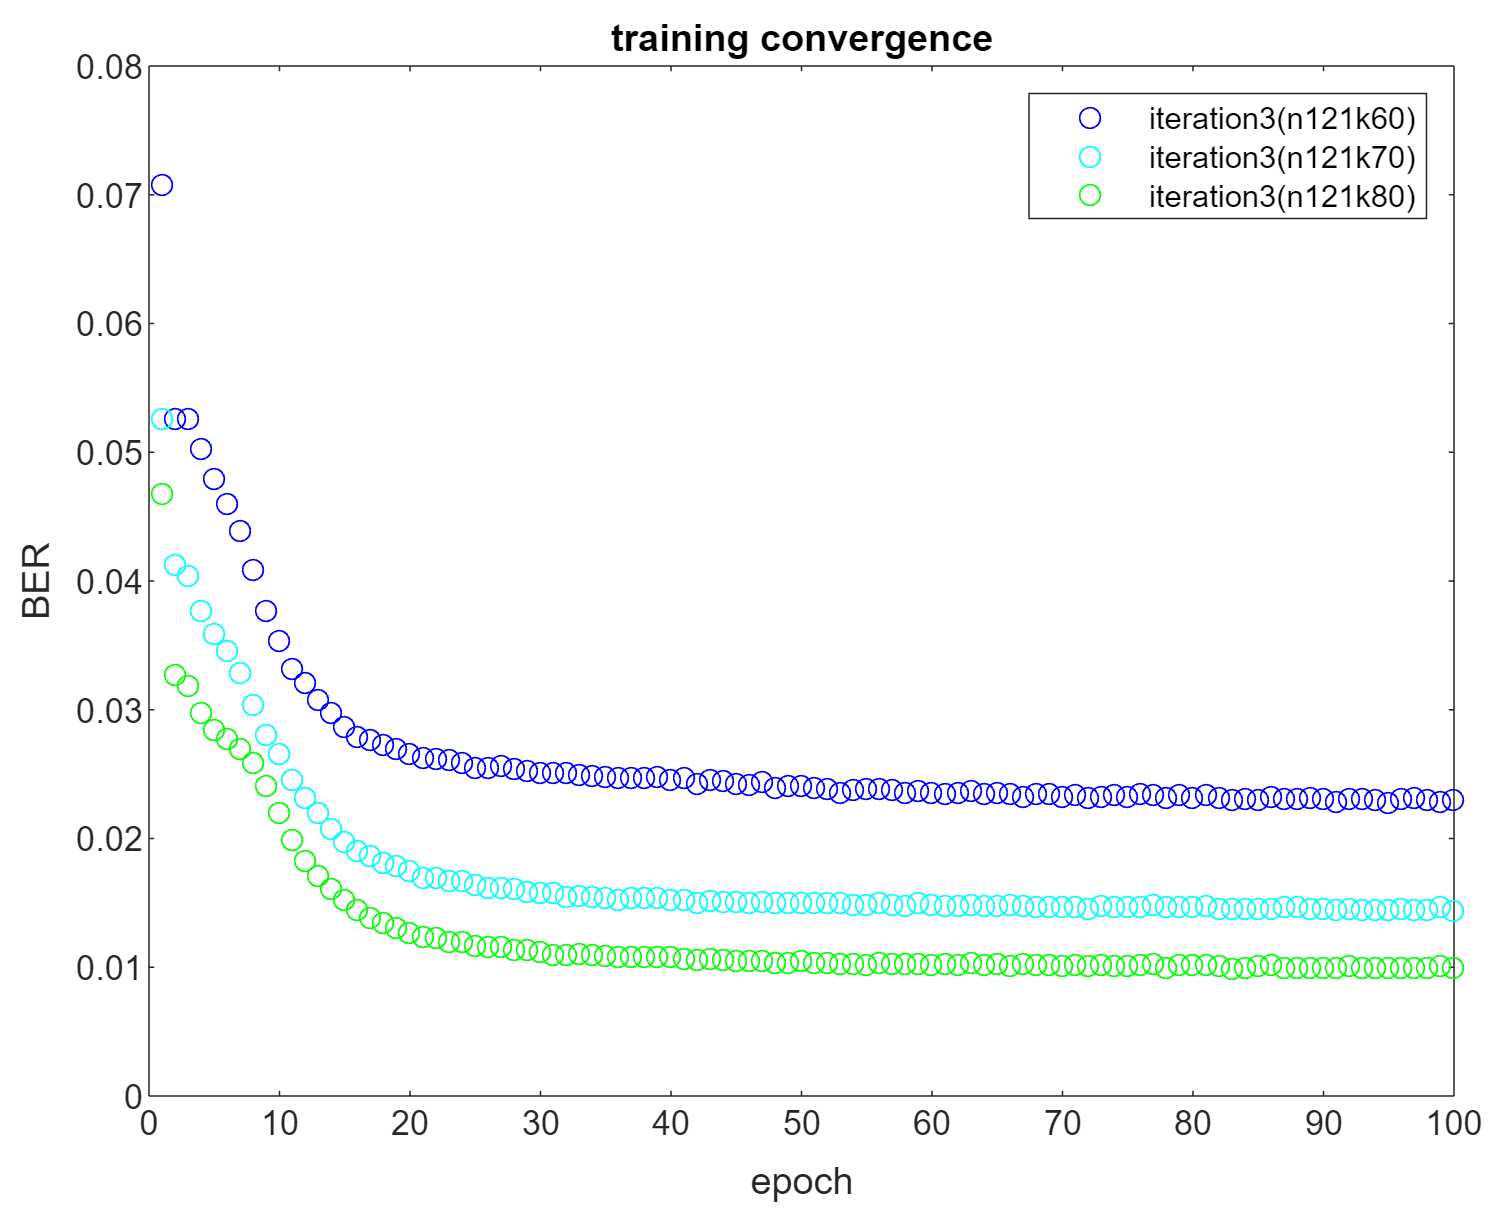 training convergence
0.08
0.07
0.06
0.05
0.04
0.03
0.02
0.01
0
BER
iteration3(n121k60)
iteration3(n121k70)
iteration3(n121k80)
0 10 20 30 40 50 60 70 80 90 100
epoch